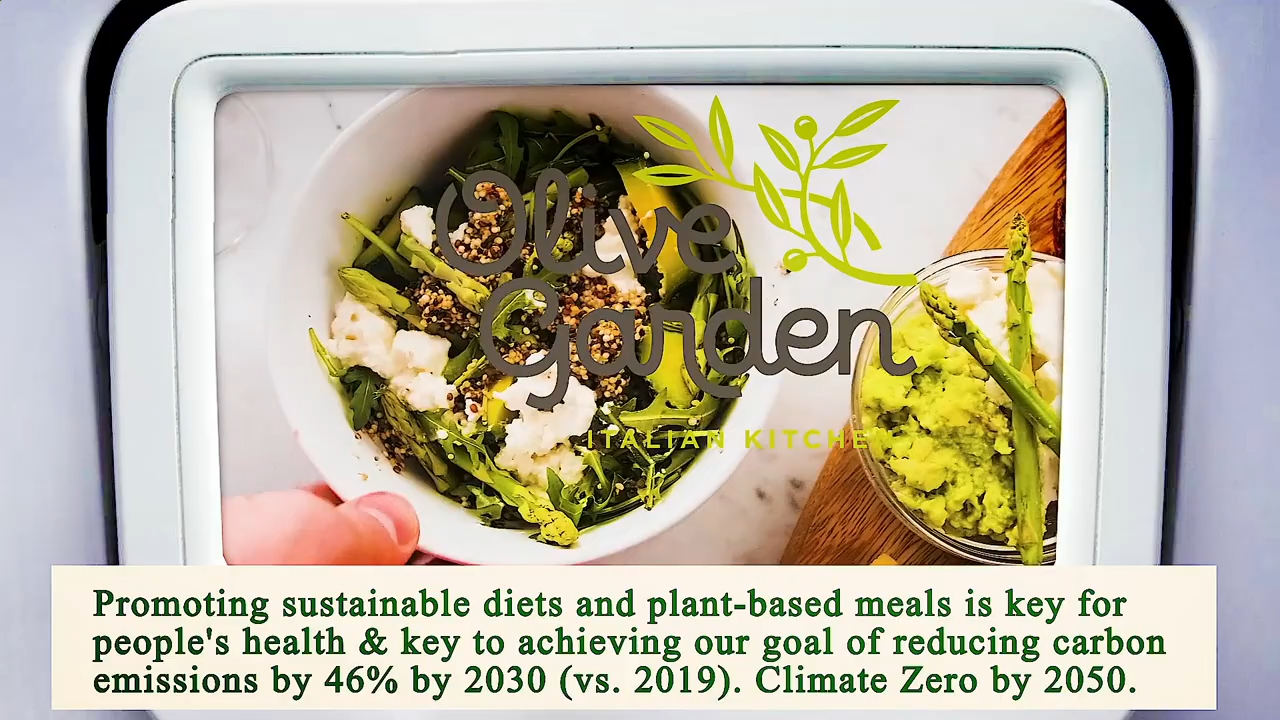 Olive
Garden
ITALIAN KITCHEN
Promoting sustainable diets and plant-based meals is key for
people's health & key to achieving our goal of reducing carbon
emissions by 46% by 2030 (vs. 2019). Climate Zero by 2050.